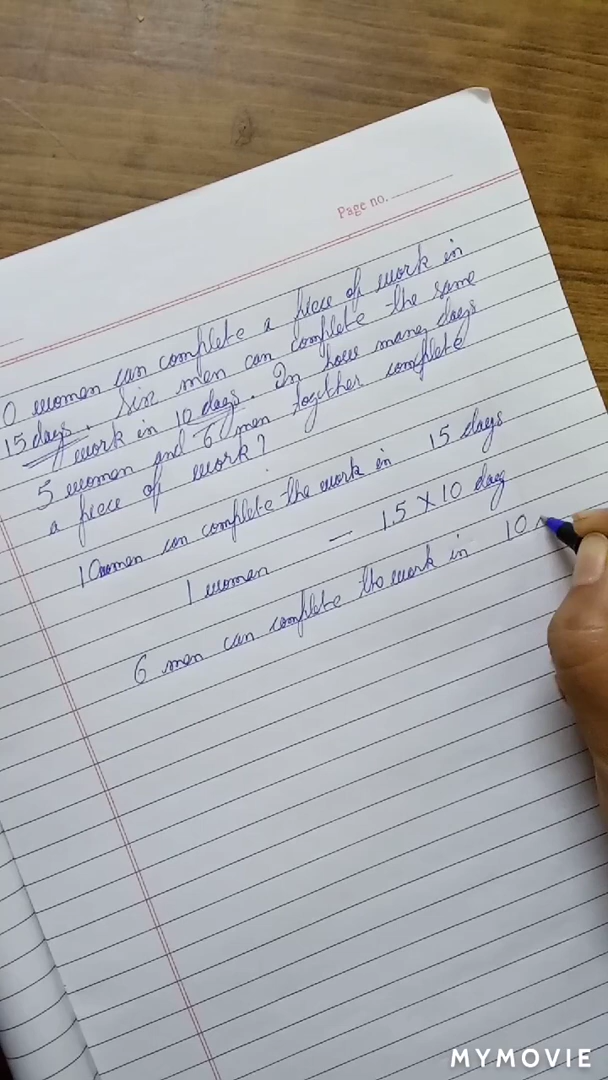 Page no.
0 women can complete a piece of work in
15 days. Six men can complete the same
work in 10 days. In how many days
5 women and 6 men together complete
a piece of work?
10 women can complete the work in 15 days
1 women — 15 × 10 days
6 men can complete the work in 10
MYMOVIE